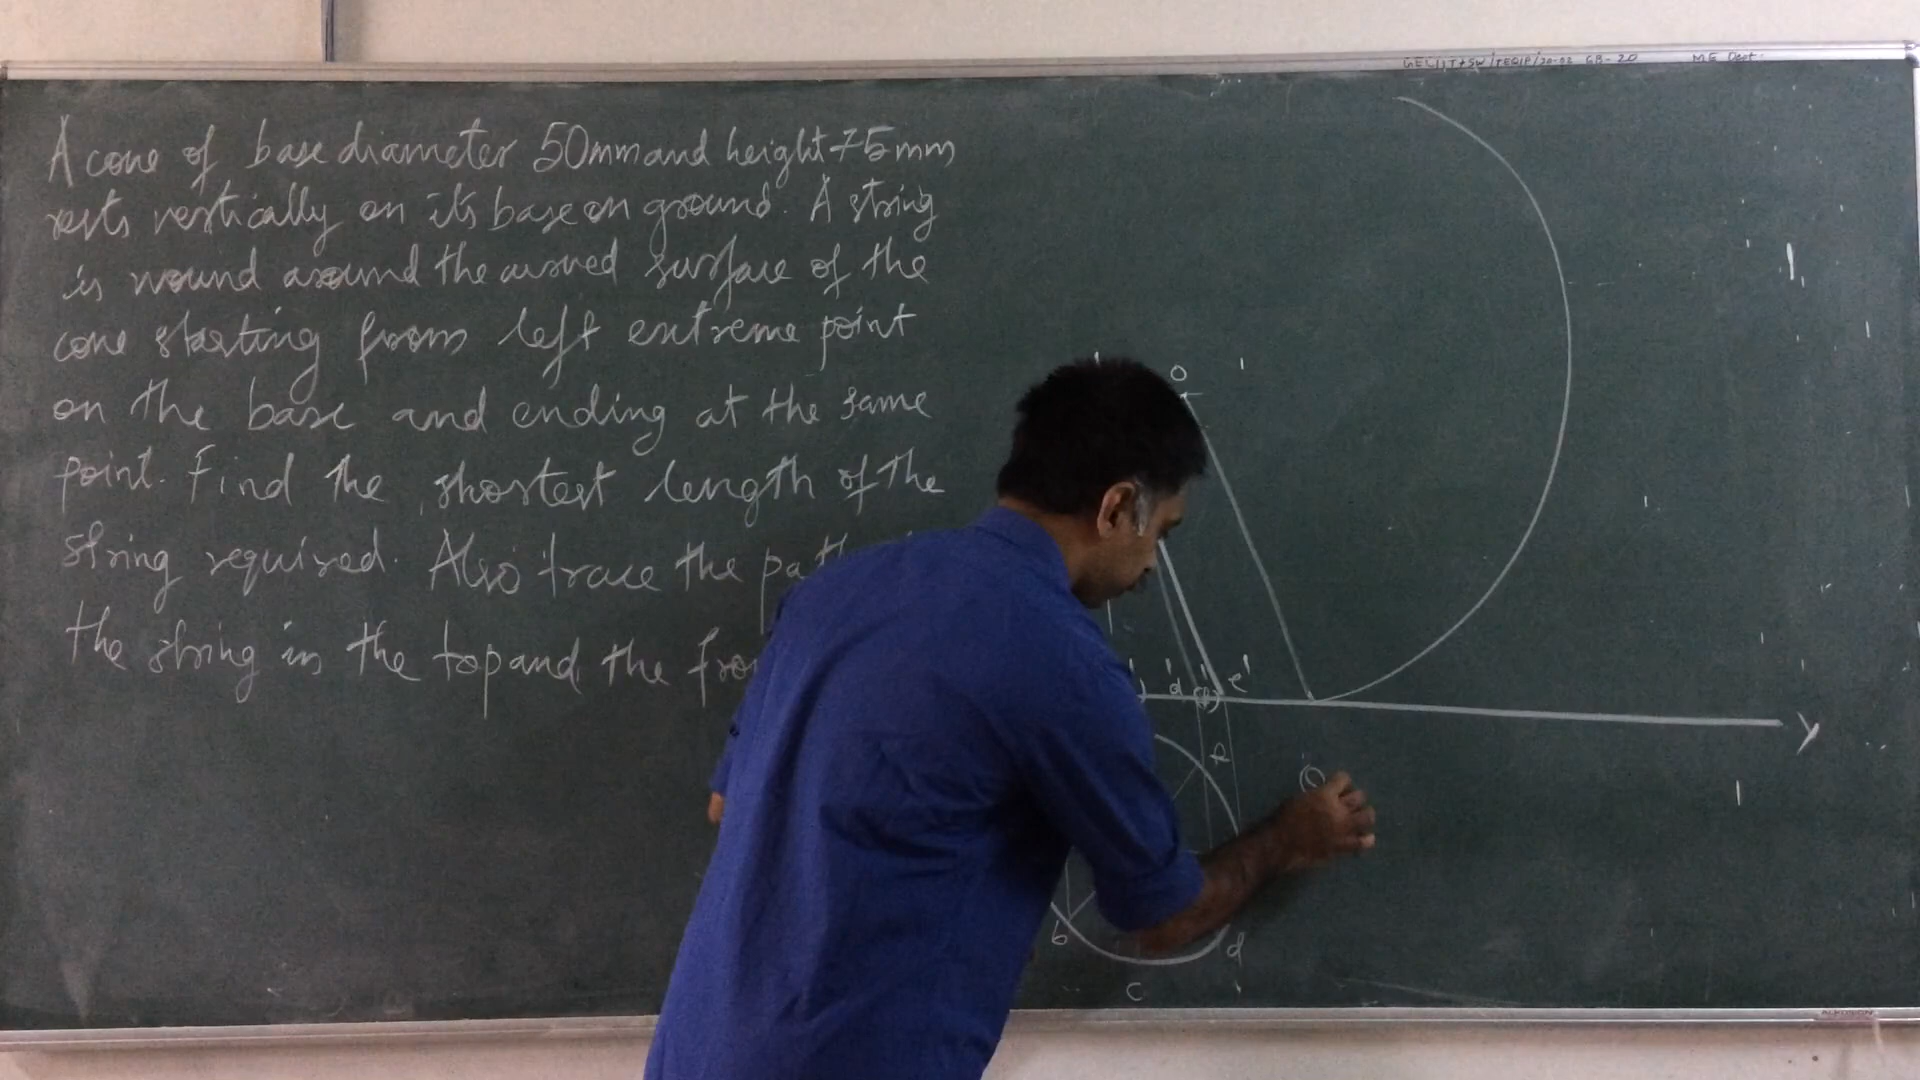 A cone of base diameter 50mm and height 75mm
rests vertically on its base on ground. A string
is wound around the curved surface of the
cone starting from left extreme point
on the base and ending at the same
point. Find the shortest length of the
string required. Also trace the path
the string in the top and the fro
O
d' e'
Y
b
d
c